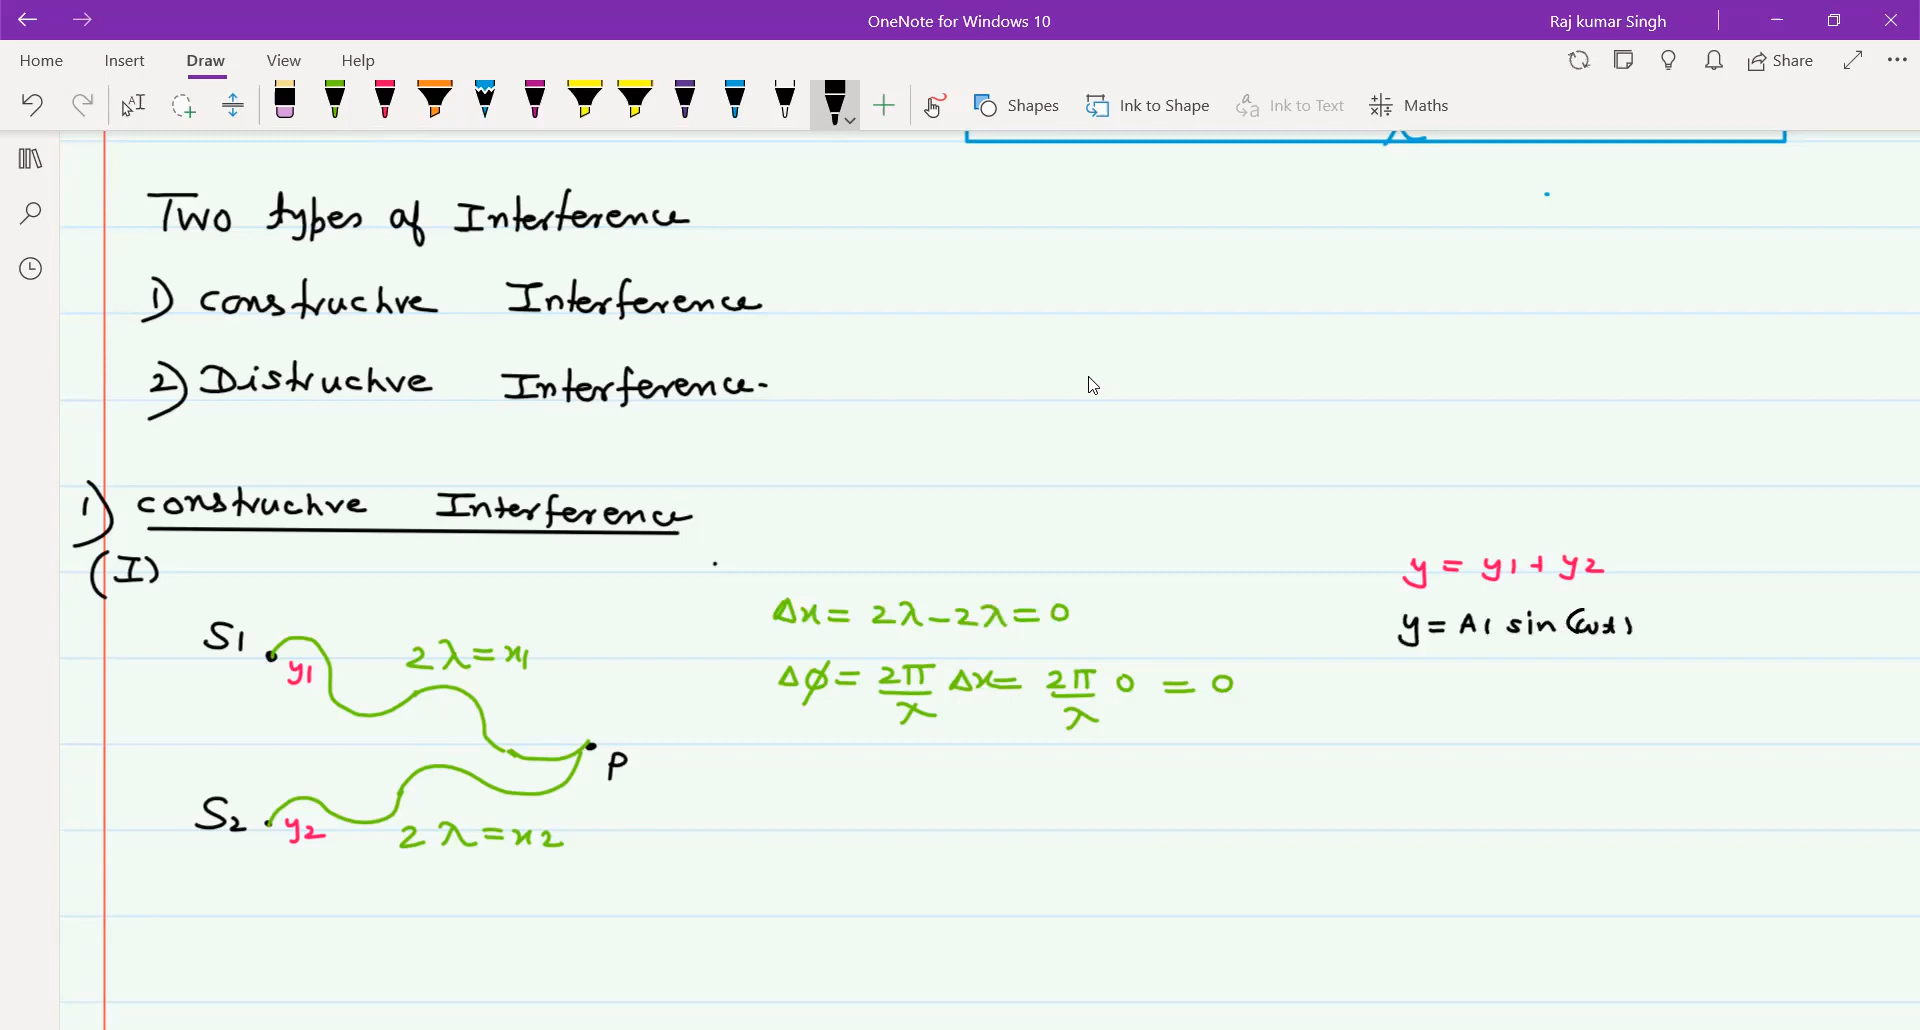 OneNote for Windows 10
Raj kumar Singh
Home Insert Draw View Help
Share
Shapes Ink to Shape Ink to Text Maths
Two types of Interference
1) constructive Interference
2) Distructive Interference-
1) constructive Interference
(I)
S1
y1
2λ = x1
P
S2
y2
2λ = x2
Δx = 2λ - 2λ = 0
Δφ = 2π/λ Δx = 2π/λ 0 = 0
y = y1 + y2
y = A1 sin(ωt)